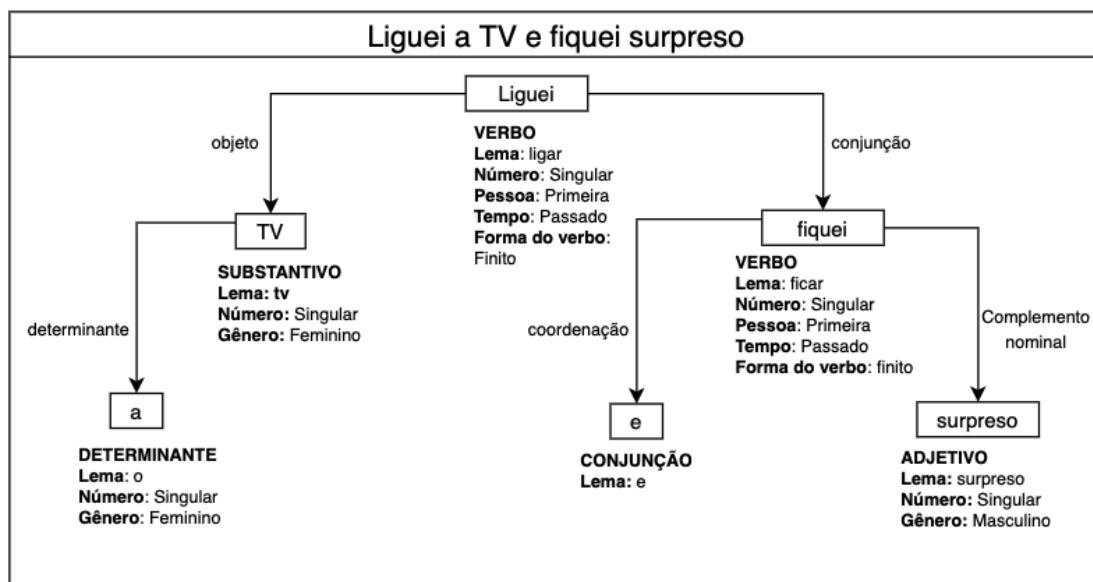 Liguei a TV e fiquei surpreso
Liguei
objeto
conjunção
VERBO
Lema: ligar
Número: Singular
Pessoa: Primeira
Tempo: Passado
Forma do verbo:
Finito
TV
SUBSTANTIVO
Lema: tv
Número: Singular
Gênero: Feminino
fiquei
VERBO
Lema: ficar
Número: Singular
Pessoa: Primeira
Tempo: Passado
Forma do verbo: finito
determinante
coordenação
Complemento
nominal
a
DETERMINANTE
Lema: o
Número: Singular
Gênero: Feminino
e
CONJUNÇÃO
Lema: e
surpreso
ADJETIVO
Lema: surpreso
Número: Singular
Gênero: Masculino